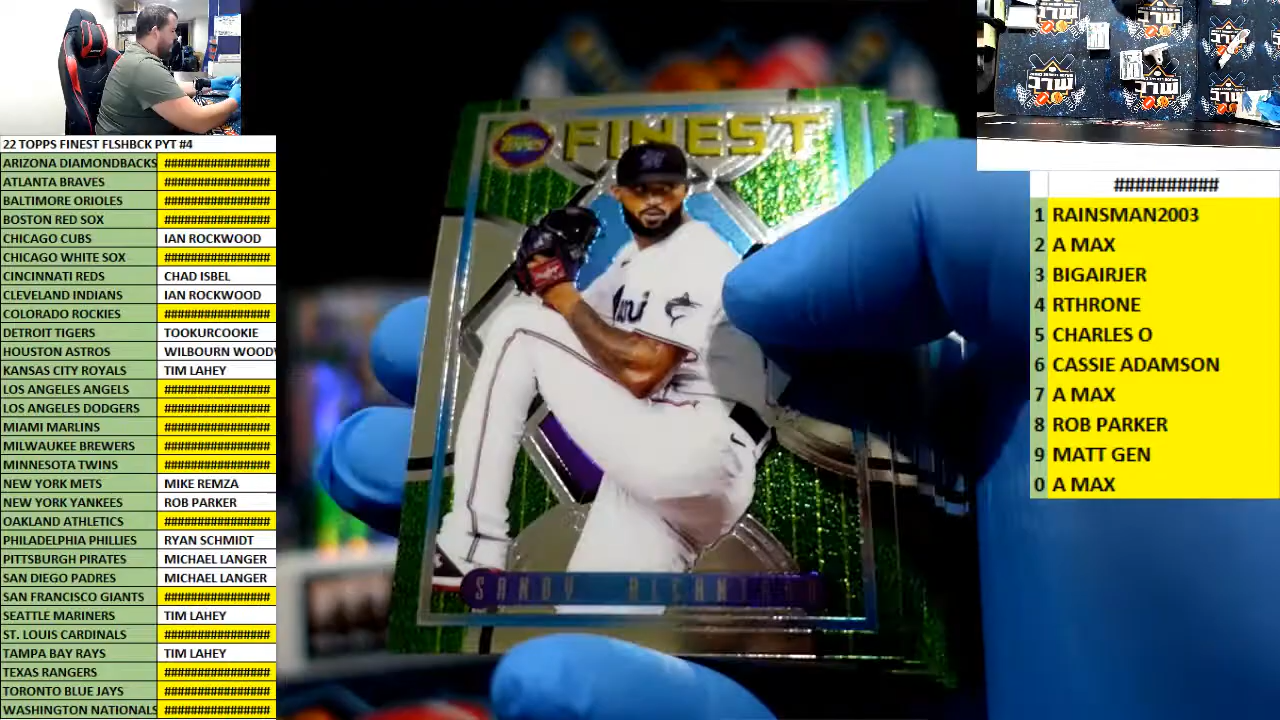 22 TOPPS FINEST FLSHBCK PYT #4
ARIZONA DIAMONDBACKS ################
ATLANTA BRAVES ################
BALTIMORE ORIOLES ################
BOSTON RED SOX ################
CHICAGO CUBS IAN ROCKWOOD
CHICAGO WHITE SOX ################
CINCINNATI REDS CHAD ISBEL
CLEVELAND INDIANS IAN ROCKWOOD
COLORADO ROCKIES ################
DETROIT TIGERS TOOKURCOOKIE
HOUSTON ASTROS WILBOURN WOOD
KANSAS CITY ROYALS TIM LAHEY
LOS ANGELES ANGELS ################
LOS ANGELES DODGERS ################
MIAMI MARLINS ################
MILWAUKEE BREWERS ################
MINNESOTA TWINS ################
NEW YORK METS MIKE REMZA
NEW YORK YANKEES ROB PARKER
OAKLAND ATHLETICS ################
PHILADELPHIA PHILLIES RYAN SCHMIDT
PITTSBURGH PIRATES MICHAEL LANGER
SAN DIEGO PADRES MICHAEL LANGER
SAN FRANCISCO GIANTS ################
SEATTLE MARINERS TIM LAHEY
ST. LOUIS CARDINALS ################
TAMPA BAY RAYS TIM LAHEY
TEXAS RANGERS ################
TORONTO BLUE JAYS ################
WASHINGTON NATIONALS ################
Topps FINEST
SANDY ALCANTARA
##########
1 RAINSMAN2003
2 A MAX
3 BIGAIRJER
4 RTHRONE
5 CHARLES O
6 CASSIE ADAMSON
7 A MAX
8 ROB PARKER
9 MATT GEN
0 A MAX